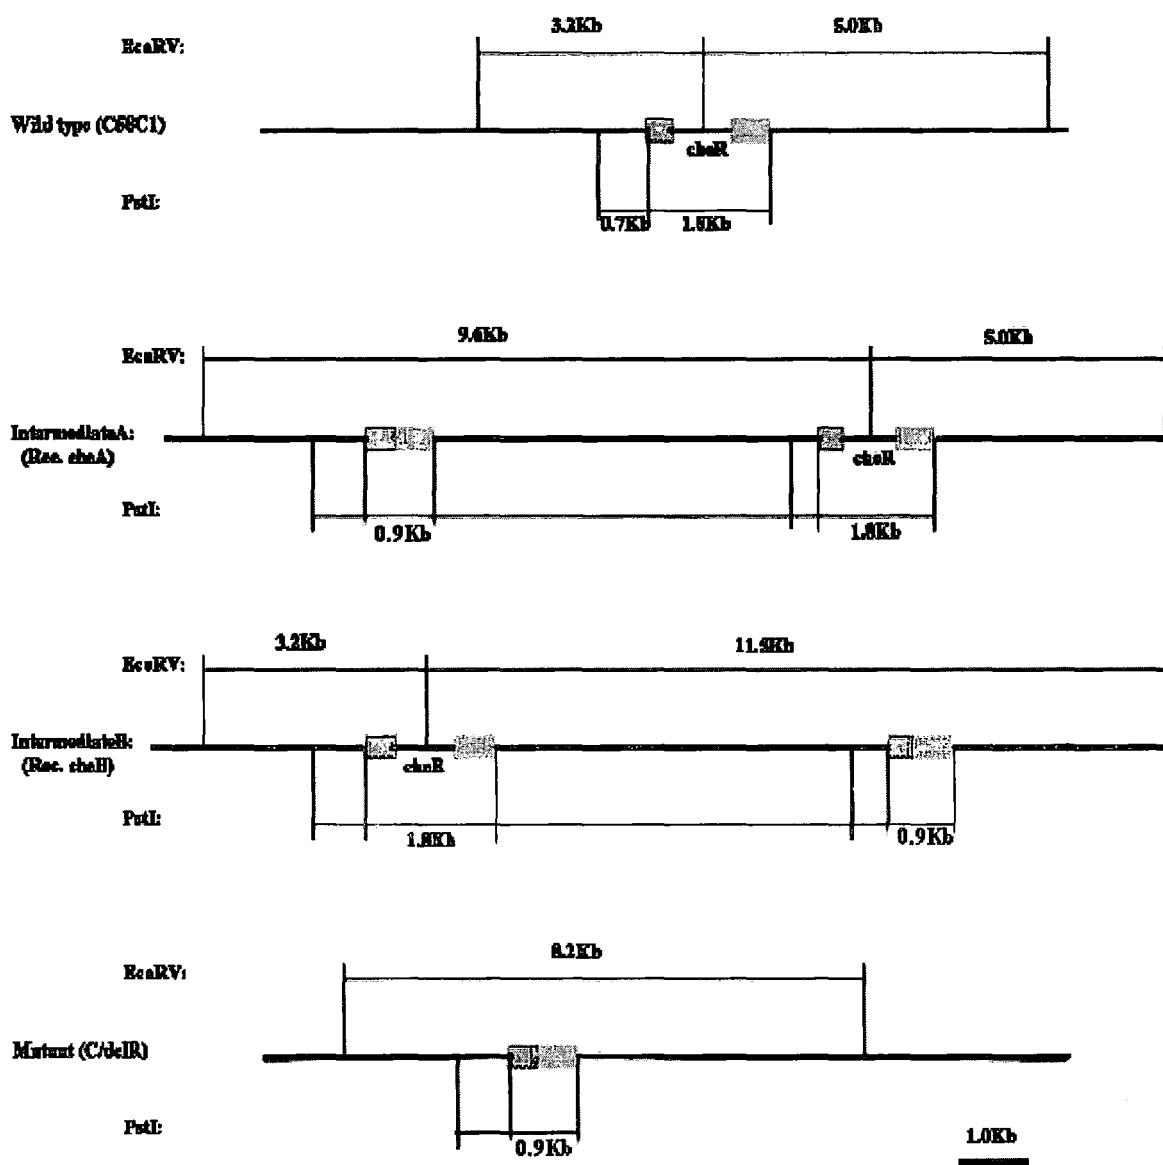 3.2Kb 5.0Kb
EcoRV:
Wild type (C58C1)
cheR
PstI:
0.7Kb 1.8Kb
9.6Kb 5.0Kb
EcoRV:
IntermediateA:
(Rec. cheA)
cheR
PstI:
0.9Kb 1.8Kb
3.2Kb 11.5Kb
EcoRV:
IntermediateB:
(Rec. cheB)
cheR
PstI:
1.8Kb 0.9Kb
8.2Kb
EcoRV:
Mutant (C/delR)
PstI:
0.9Kb
1.0Kb